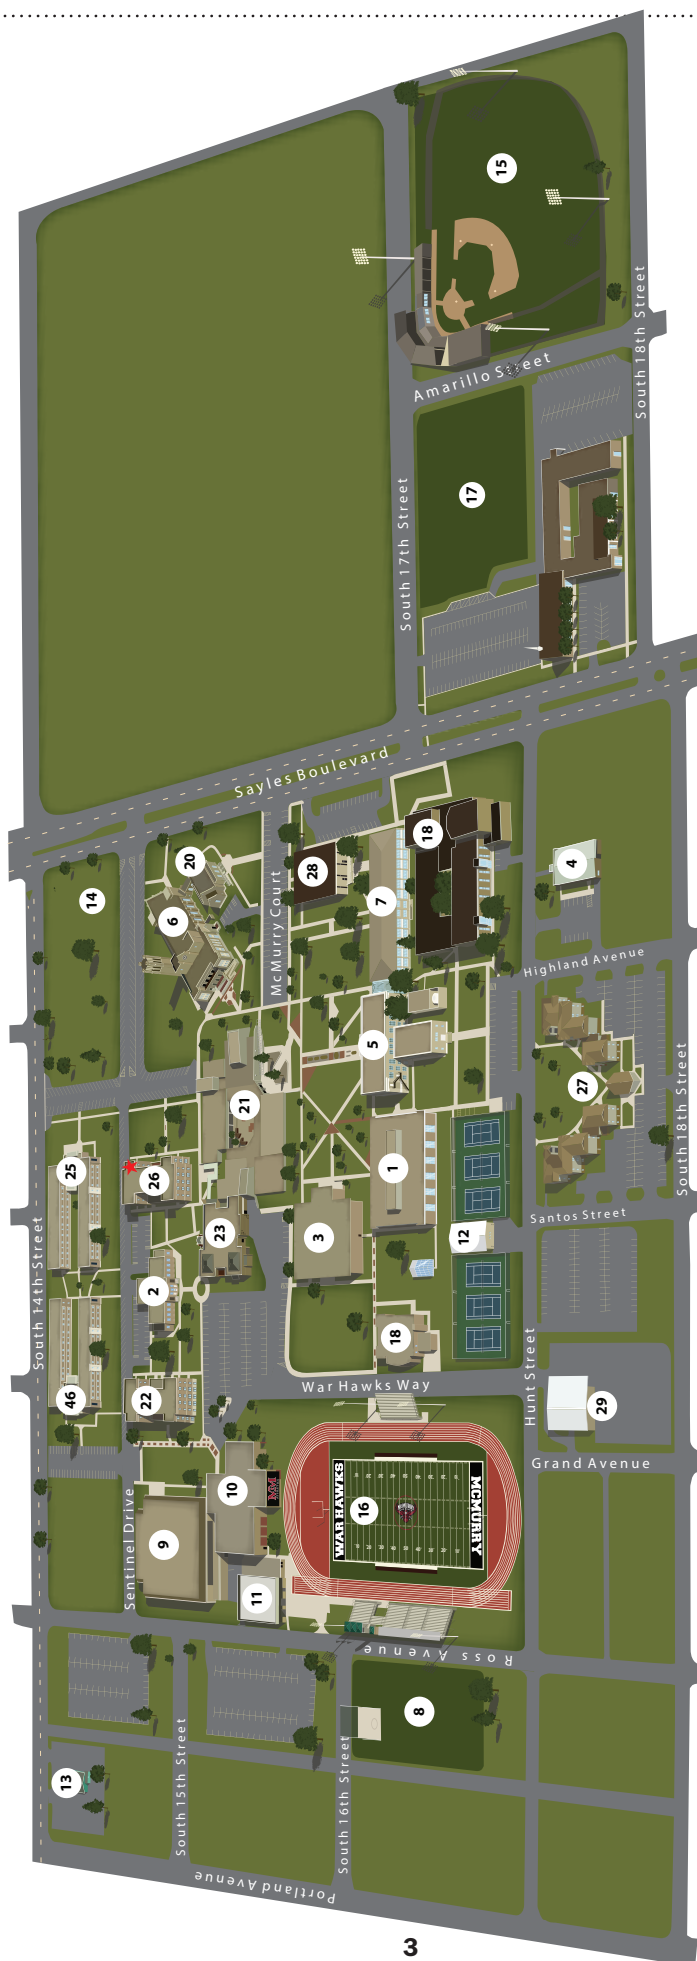 15
Amarillo Street
South 18th Street
17
South 17th Street
Sayles Boulevard
14
20
6
McMurry Court
28
18
7
4
Highland Avenue
5
21
27
South 18th Street
25
26
1
23
3
12
Santos Street
South 14th Street
2
18
46
22
War Hawks Way
Hunt Street
29
Grand Avenue
10
WAR HAWKS
16
MCMURRY
Sentinel Drive
9
11
Ross Avenue
8
South 15th Street
South 16th Street
13
Portland Avenue
3